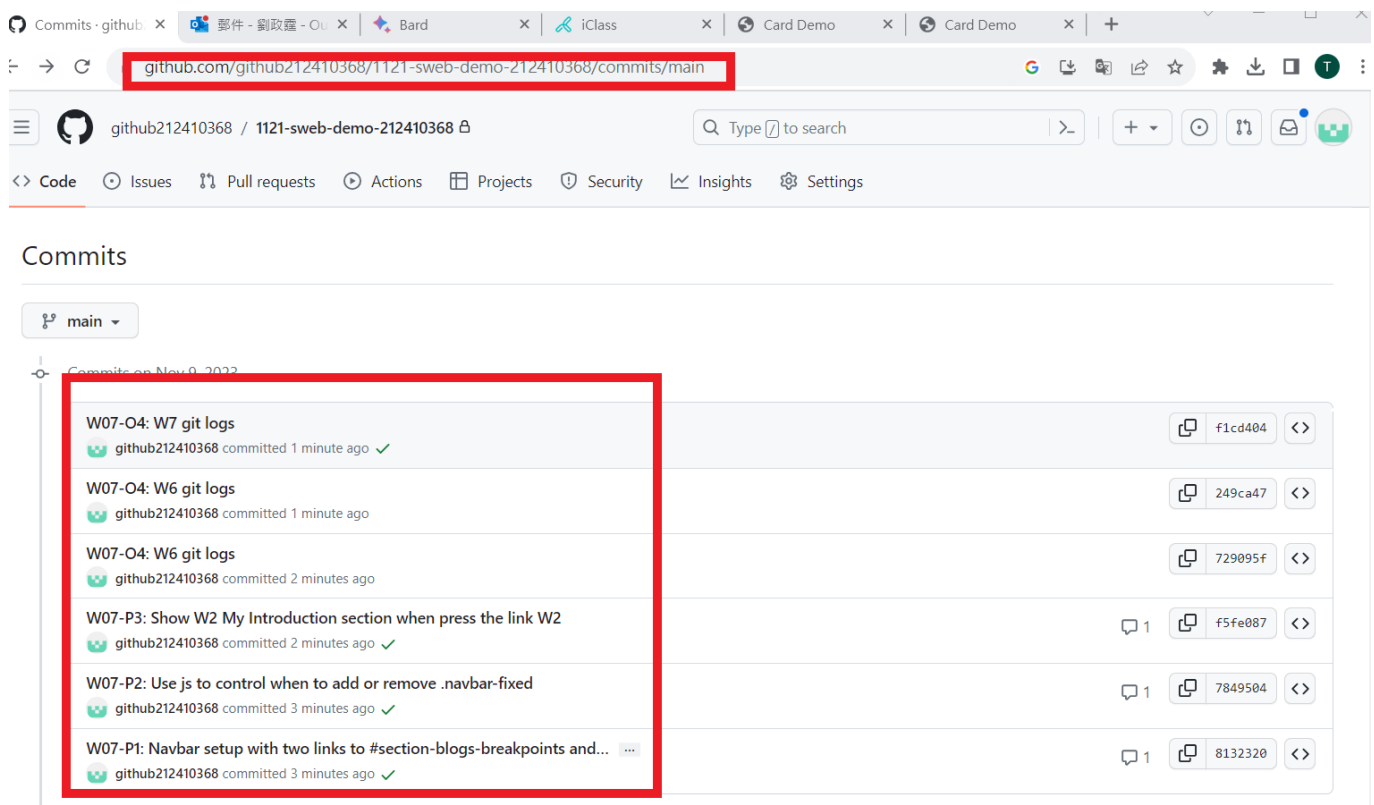 Commits · github
郵件 - 劉政霆 - Ou
Bard
iClass
Card Demo
Card Demo
github.com/github212410368/1121-sweb-demo-212410368/commits/main
T
github212410368 / 1121-sweb-demo-212410368
Type / to search
Code
Issues
Pull requests
Actions
Projects
Security
Insights
Settings
Commits
main
Commits on Nov 9, 2023
W07-O4: W7 git logs
f1cd404
github212410368 committed 1 minute ago
W07-O4: W6 git logs
249ca47
github212410368 committed 1 minute ago
W07-O4: W6 git logs
729095f
github212410368 committed 2 minutes ago
W07-P3: Show W2 My Introduction section when press the link W2
1
f5fe087
github212410368 committed 2 minutes ago
W07-P2: Use js to control when to add or remove .navbar-fixed
1
7849504
github212410368 committed 3 minutes ago
W07-P1: Navbar setup with two links to #section-blogs-breakpoints and... ...
1
8132320
github212410368 committed 3 minutes ago